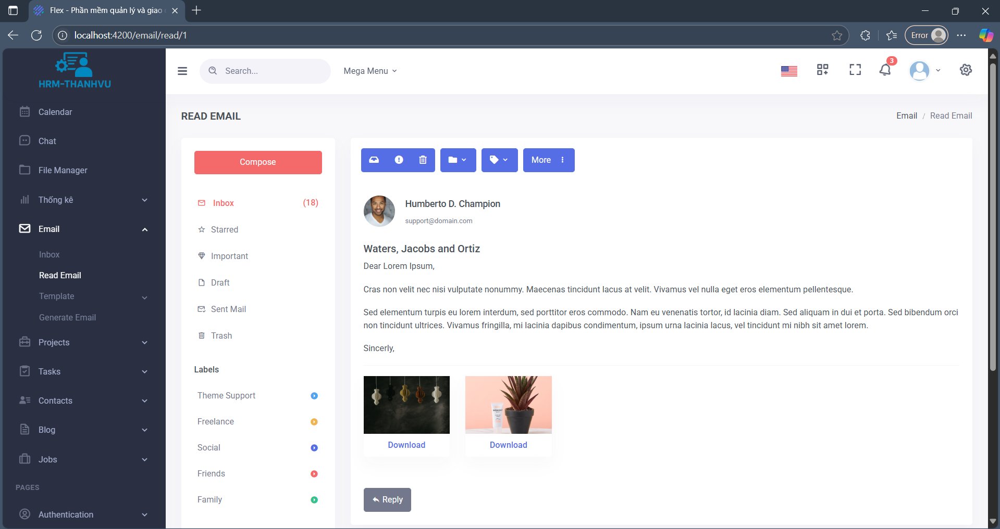 Flex - Phần mềm quản lý và giao
localhost:4200/email/read/1
Error
HRM-THANHVU
Calendar
Chat
File Manager
Thống kê
Email
Inbox
Read Email
Template
Generate Email
Projects
Tasks
Contacts
Blog
Jobs
PAGES
Authentication
Search...
Mega Menu
3
READ EMAIL
Email / Read Email
Compose
Inbox (18)
Starred
Important
Draft
Sent Mail
Trash
Labels
Theme Support
Freelance
Social
Friends
Family
More
Humberto D. Champion
support@domain.com
Waters, Jacobs and Ortiz
Dear Lorem Ipsum,
Cras non velit nec nisi vulputate nonummy. Maecenas tincidunt lacus at velit. Vivamus vel nulla eget eros elementum pellentesque.
Sed elementum turpis eu lorem interdum, sed porttitor eros commodo. Nam eu venenatis tortor, id lacinia diam. Sed aliquam in dui et porta. Sed bibendum orci
non tincidunt ultrices. Vivamus fringilla, mi lacinia dapibus condimentum, ipsum urna lacinia lacus, vel tincidunt mi nibh sit amet lorem.
Sincerly,
Download
Download
Reply